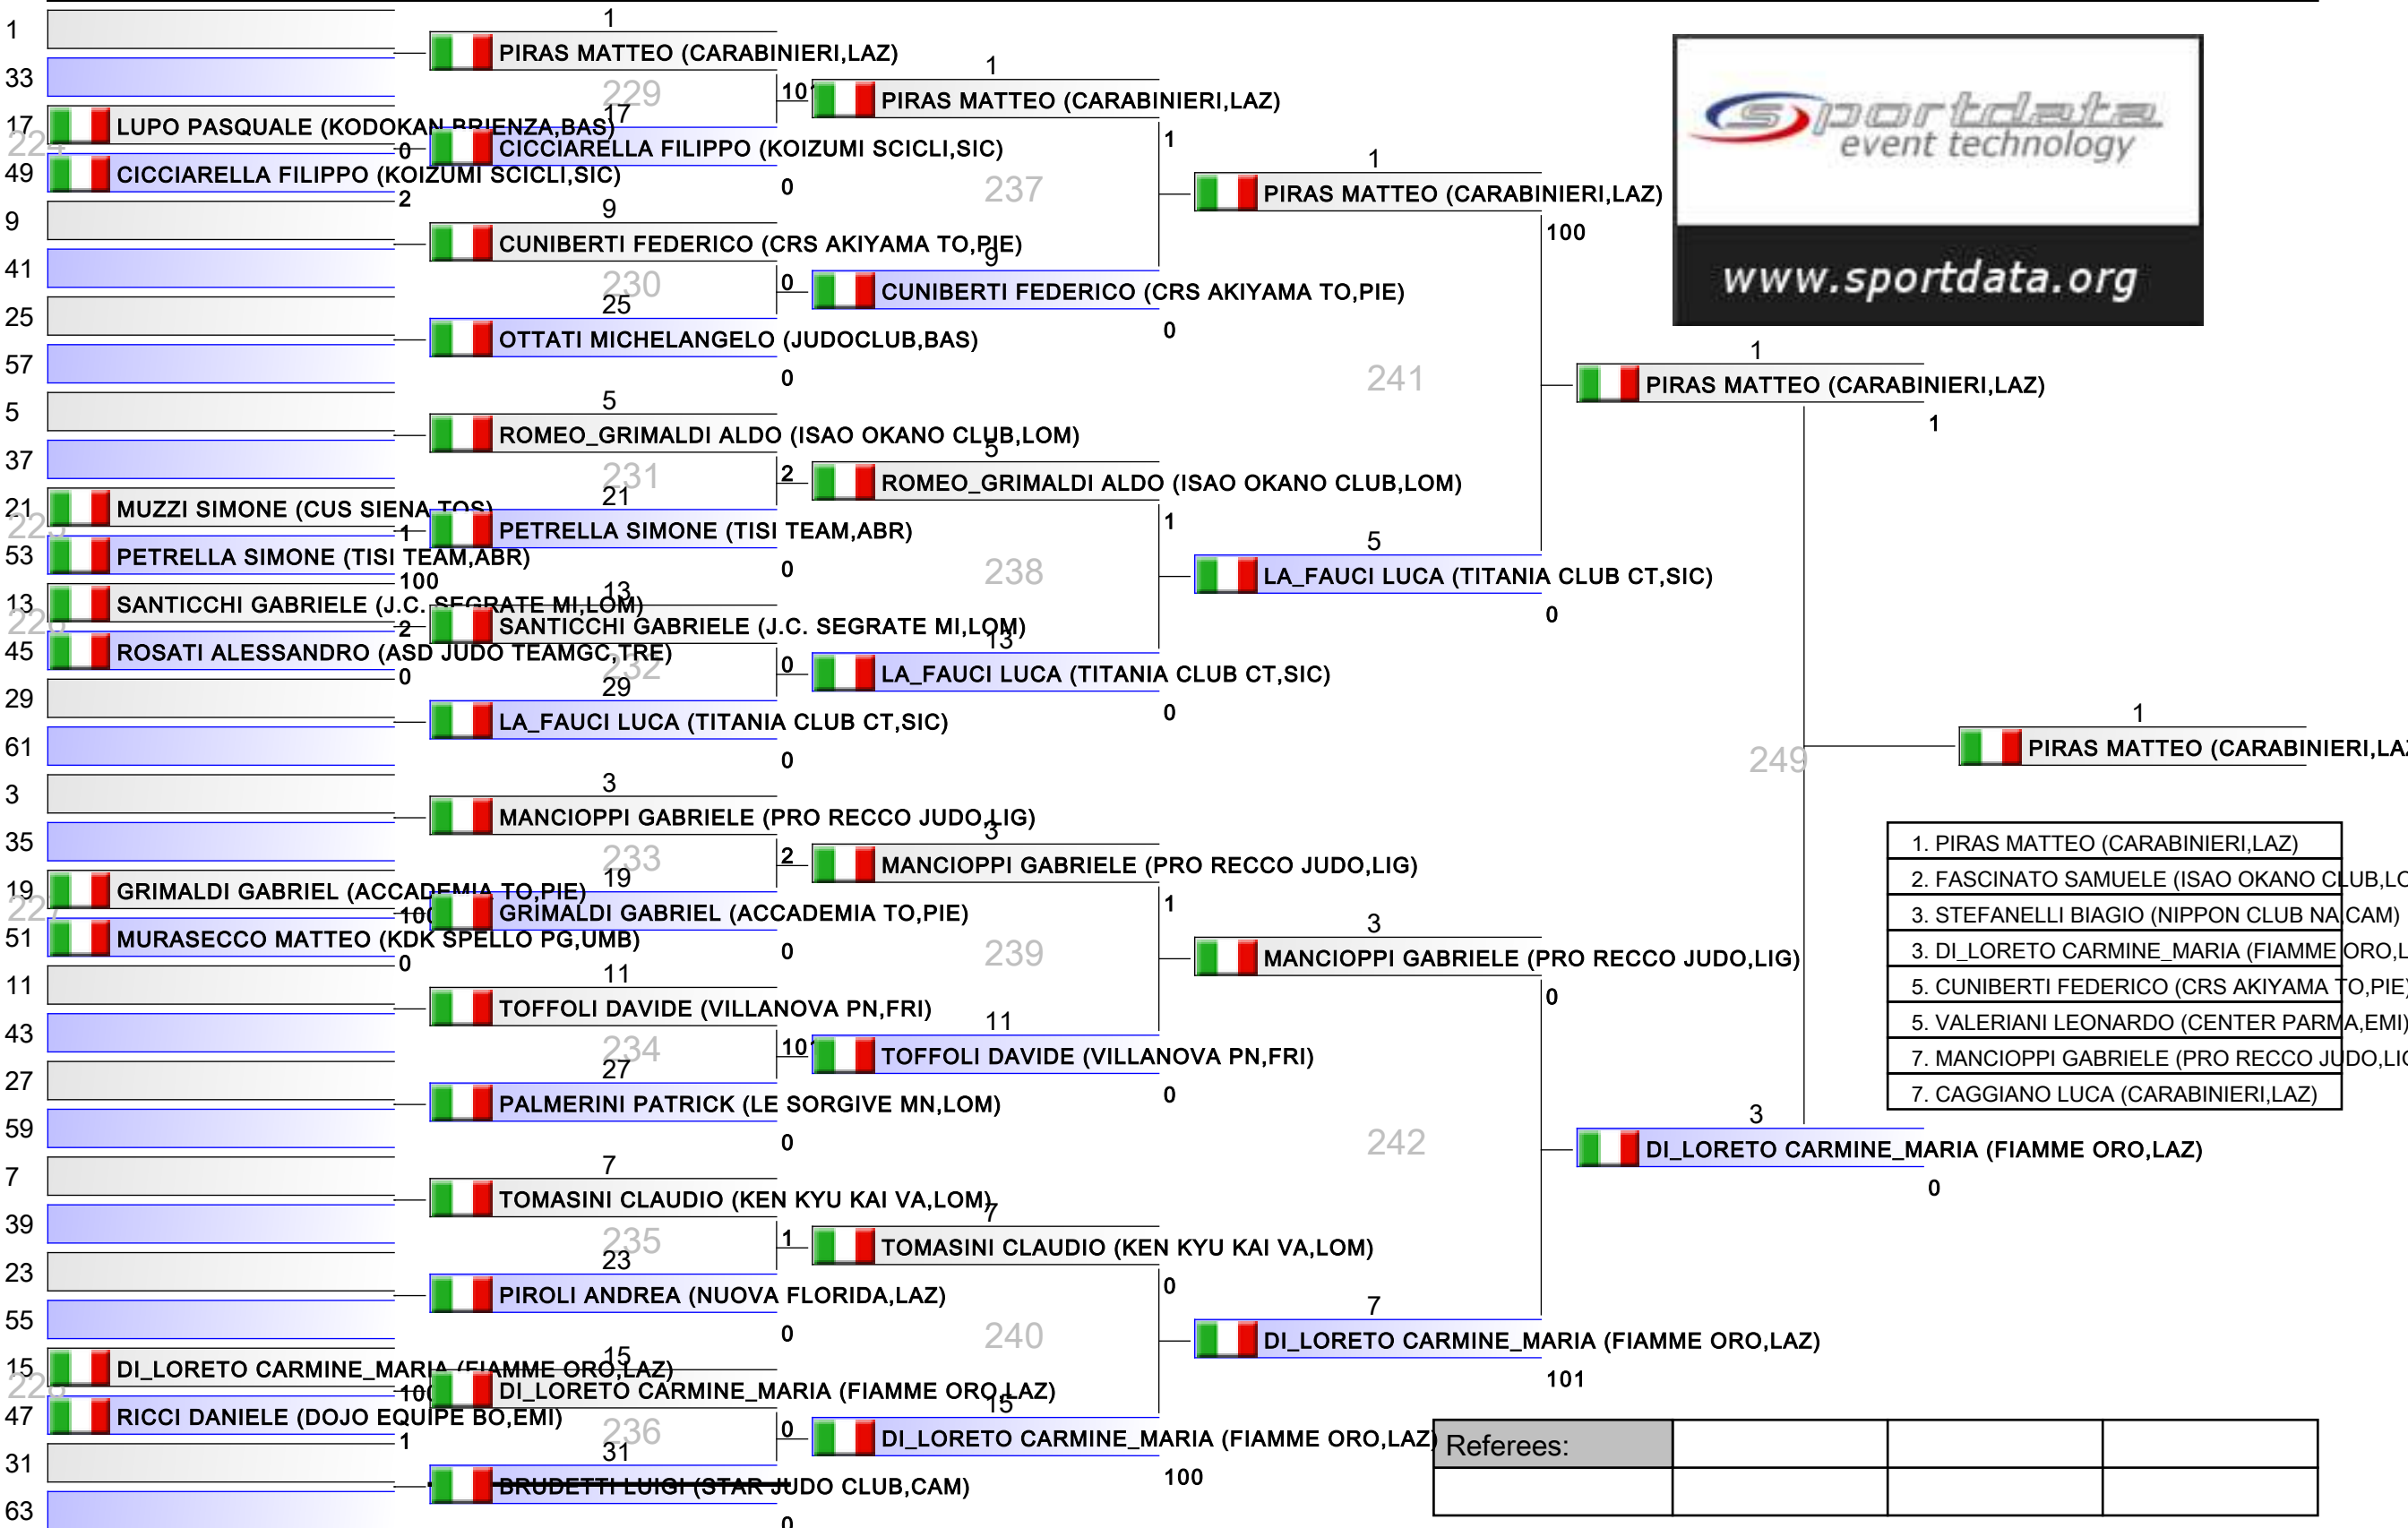 1
33
17
LUPO PASQUALE (KODOKAN BRIENZA,BAS)
0
49
CICCIARELLA FILIPPO (KOIZUMI SCICLI,SIC)
2
9
41
25
57
5
37
21
MUZZI SIMONE (CUS SIENA,TOS)
1
53
PETRELLA SIMONE (TISI TEAM,ABR)
100
13
SANTICCHI GABRIELE (J.C. SEGRATE MI,LOM)
2
45
ROSATI ALESSANDRO (ASD JUDO TEAMGC,TRE)
0
29
61
3
35
19
GRIMALDI GABRIEL (ACCADEMIA TO,PIE)
100
51
MURASECCO MATTEO (KDK SPELLO PG,UMB)
0
11
43
27
59
7
39
23
55
15
DI_LORETO CARMINE_MARIA (FIAMME ORO,LAZ)
100
47
RICCI DANIELE (DOJO EQUIPE BO,EMI)
1
31
63
1
PIRAS MATTEO (CARABINIERI,LAZ)
229
10
17
CICCIARELLA FILIPPO (KOIZUMI SCICLI,SIC)
0
9
CUNIBERTI FEDERICO (CRS AKIYAMA TO,PIE)
230
0
25
OTTATI MICHELANGELO (JUDOCLUB,BAS)
0
5
ROMEO_GRIMALDI ALDO (ISAO OKANO CLUB,LOM)
231
2
21
PETRELLA SIMONE (TISI TEAM,ABR)
0
13
SANTICCHI GABRIELE (J.C. SEGRATE MI,LOM)
232
0
29
LA_FAUCI LUCA (TITANIA CLUB CT,SIC)
0
3
MANCIOPPI GABRIELE (PRO RECCO JUDO,LIG)
233
2
19
GRIMALDI GABRIEL (ACCADEMIA TO,PIE)
0
11
TOFFOLI DAVIDE (VILLANOVA PN,FRI)
234
10
27
PALMERINI PATRICK (LE SORGIVE MN,LOM)
0
7
TOMASINI CLAUDIO (KEN KYU KAI VA,LOM)
235
1
23
PIROLI ANDREA (NUOVA FLORIDA,LAZ)
0
15
DI_LORETO CARMINE_MARIA (FIAMME ORO,LAZ)
236
0
31
BRUDETTI LUIGI (STAR JUDO CLUB,CAM)
0
1
PIRAS MATTEO (CARABINIERI,LAZ)
1
237
9
CUNIBERTI FEDERICO (CRS AKIYAMA TO,PIE)
0
5
ROMEO_GRIMALDI ALDO (ISAO OKANO CLUB,LOM)
1
238
13
LA_FAUCI LUCA (TITANIA CLUB CT,SIC)
0
3
MANCIOPPI GABRIELE (PRO RECCO JUDO,LIG)
1
239
11
TOFFOLI DAVIDE (VILLANOVA PN,FRI)
0
7
TOMASINI CLAUDIO (KEN KYU KAI VA,LOM)
0
240
15
DI_LORETO CARMINE_MARIA (FIAMME ORO,LAZ)
100
1
PIRAS MATTEO (CARABINIERI,LAZ)
100
241
5
LA_FAUCI LUCA (TITANIA CLUB CT,SIC)
0
3
MANCIOPPI GABRIELE (PRO RECCO JUDO,LIG)
0
242
7
DI_LORETO CARMINE_MARIA (FIAMME ORO,LAZ)
101
1
PIRAS MATTEO (CARABINIERI,LAZ)
1
249
3
DI_LORETO CARMINE_MARIA (FIAMME ORO,LAZ)
0
1
PIRAS MATTEO (CARABINIERI,LAZ
sportdata
event technology
www.sportdata.org
1. PIRAS MATTEO (CARABINIERI,LAZ)
2. FASCINATO SAMUELE (ISAO OKANO CLUB,LO
3. STEFANELLI BIAGIO (NIPPON CLUB NA,CAM)
3. DI_LORETO CARMINE_MARIA (FIAMME ORO,L
5. CUNIBERTI FEDERICO (CRS AKIYAMA TO,PIE)
5. VALERIANI LEONARDO (CENTER PARMA,EMI)
7. MANCIOPPI GABRIELE (PRO RECCO JUDO,LIG
7. CAGGIANO LUCA (CARABINIERI,LAZ)
Referees: